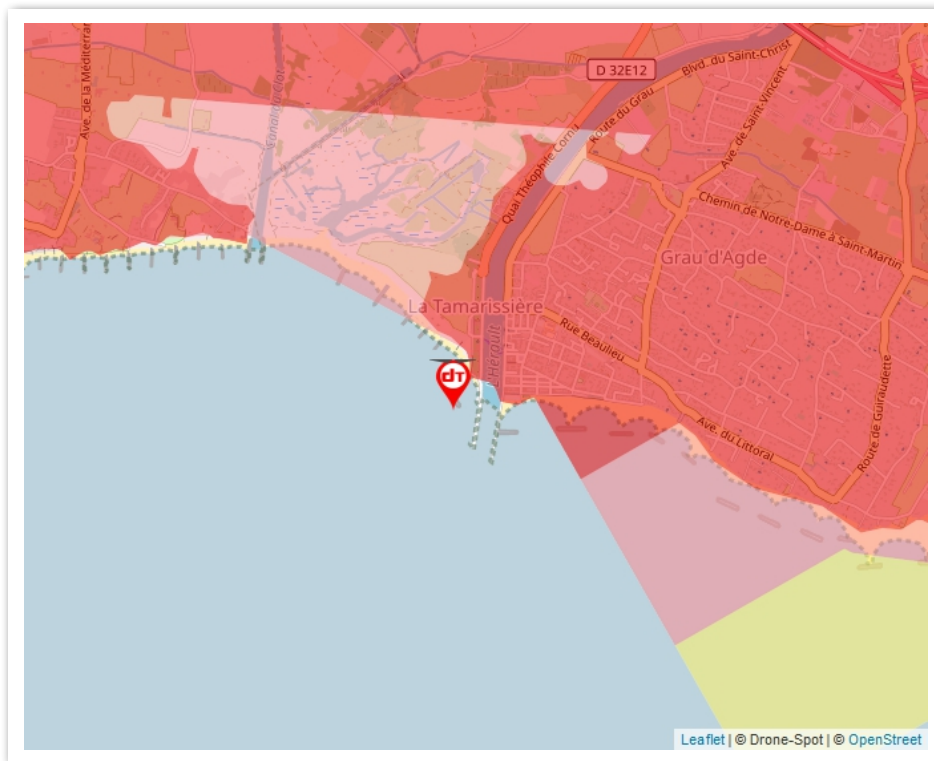 D 32E12
Blvd. du Saint-Christ
Ave. de la Méditerran
Route du Grau
Ave. de Saint-Vincent
Quai Théophile Corni
Chemin de Notre-Dame à Saint-Martin
Grau d'Agde
La Tamarissière
L'Hérault
Rue Beaulieu
Route de Guiraudette
dT
Ave. du Littoral
Leaflet | © Drone-Spot | © OpenStreet